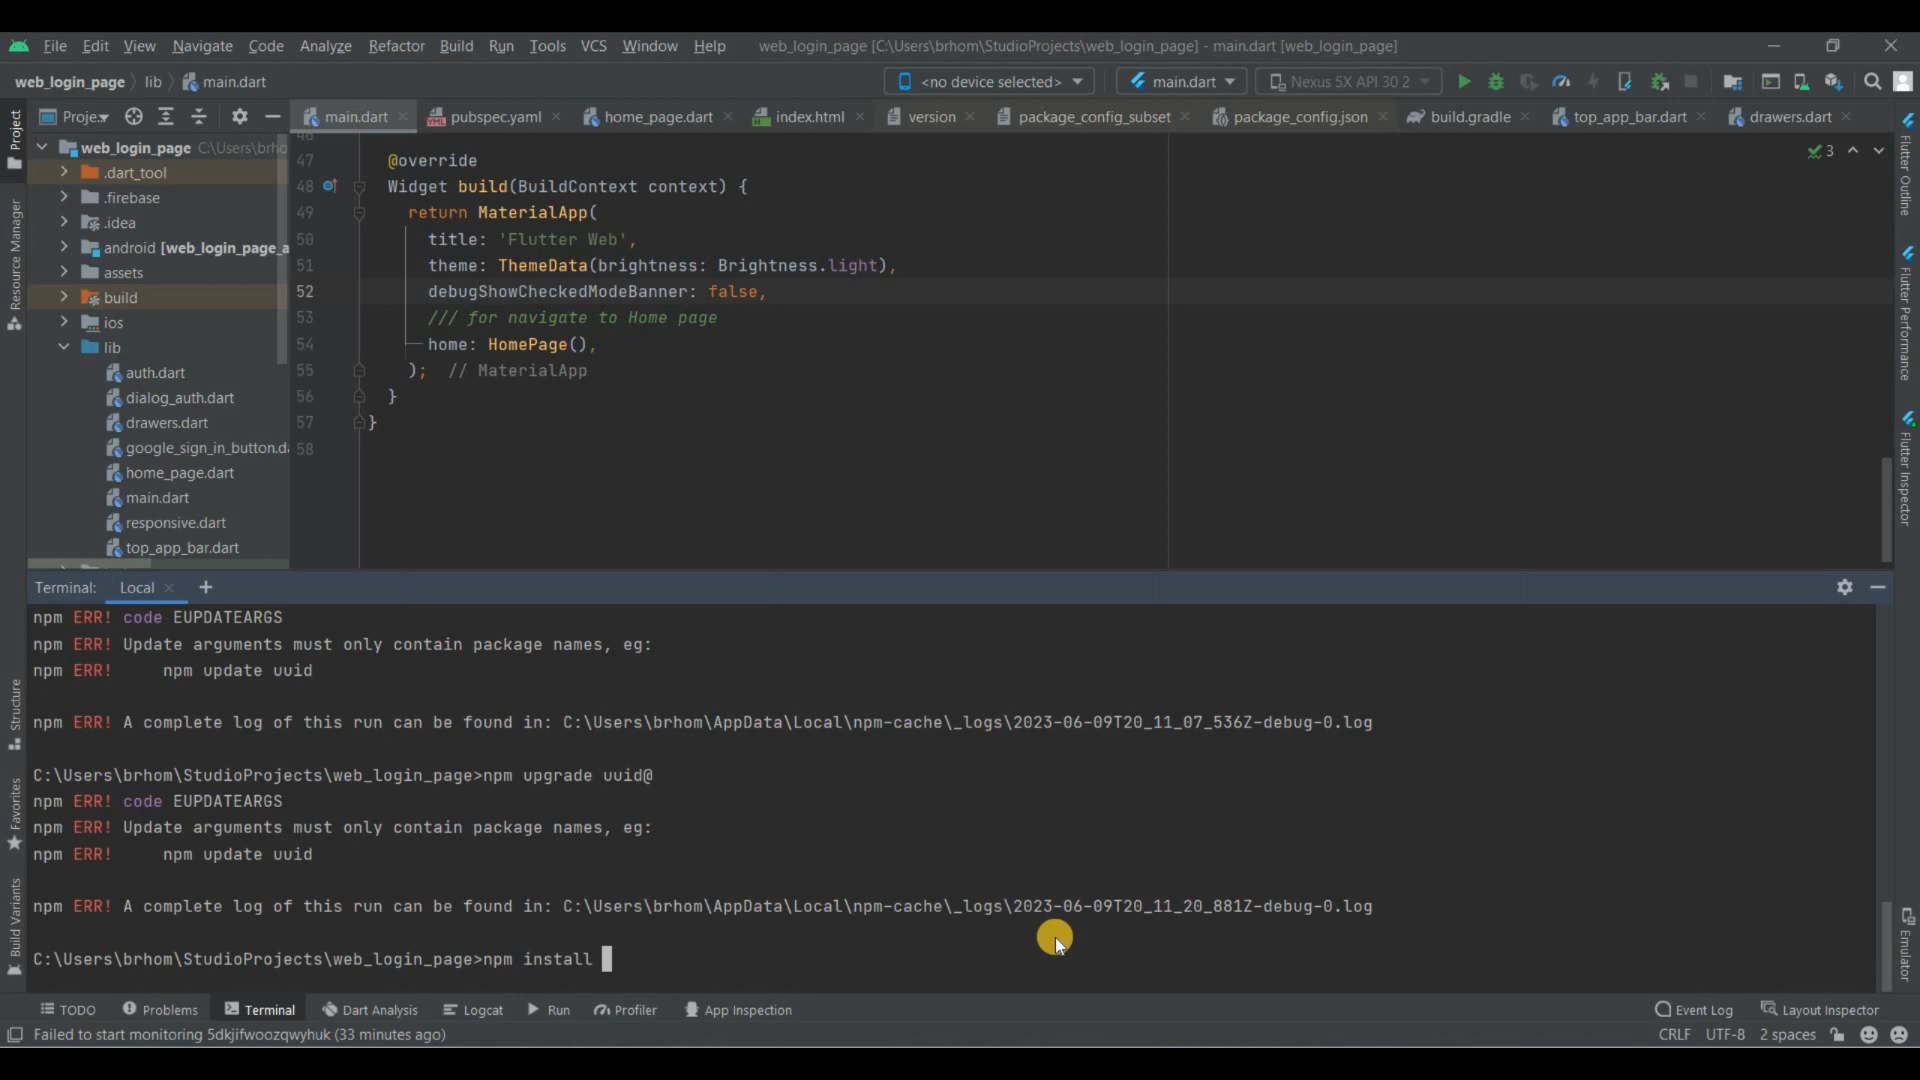 File Edit View Navigate Code Analyze Refactor Build Run Tools VCS Window Help web_login_page [C:\Users\brhom\StudioProjects\web_login_page] - main.dart [web_login_page]
web_login_page lib main.dart <no device selected> main.dart Nexus 5X API 30 2
Project
Proje... main.dart pubspec.yaml home_page.dart index.html version package_config_subset package_config.json build.gradle top_app_bar.dart drawers.dart
web_login_page C:\Users\brho
.dart_tool
.firebase
.idea
android [web_login_page_a
assets
build
ios
lib
auth.dart
dialog_auth.dart
drawers.dart
google_sign_in_button.da
home_page.dart
main.dart
responsive.dart
top_app_bar.dart
Resource Manager
46
47 @override
48 Widget build(BuildContext context) {
49 return MaterialApp(
50 title: 'Flutter Web',
51 theme: ThemeData(brightness: Brightness.light),
52 debugShowCheckedModeBanner: false,
53 /// for navigate to Home page
54 home: HomePage(),
55 ); // MaterialApp
56 }
57 }
58
3
Flutter Outline
Flutter Performance
Flutter Inspector
Terminal: Local
npm ERR! code EUPDATEARGS
npm ERR! Update arguments must only contain package names, eg:
npm ERR! npm update uuid
npm ERR! A complete log of this run can be found in: C:\Users\brhom\AppData\Local\npm-cache\_logs\2023-06-09T20_11_07_536Z-debug-0.log
C:\Users\brhom\StudioProjects\web_login_page>npm upgrade uuid@
npm ERR! code EUPDATEARGS
npm ERR! Update arguments must only contain package names, eg:
npm ERR! npm update uuid
npm ERR! A complete log of this run can be found in: C:\Users\brhom\AppData\Local\npm-cache\_logs\2023-06-09T20_11_20_881Z-debug-0.log
C:\Users\brhom\StudioProjects\web_login_page>npm install
Structure
Favorites
Build Variants
Emulator
TODO Problems Terminal Dart Analysis Logcat Run Profiler App Inspection Event Log Layout Inspector
Failed to start monitoring 5dkjifwoozqwyhuk (33 minutes ago) CRLF UTF-8 2 spaces